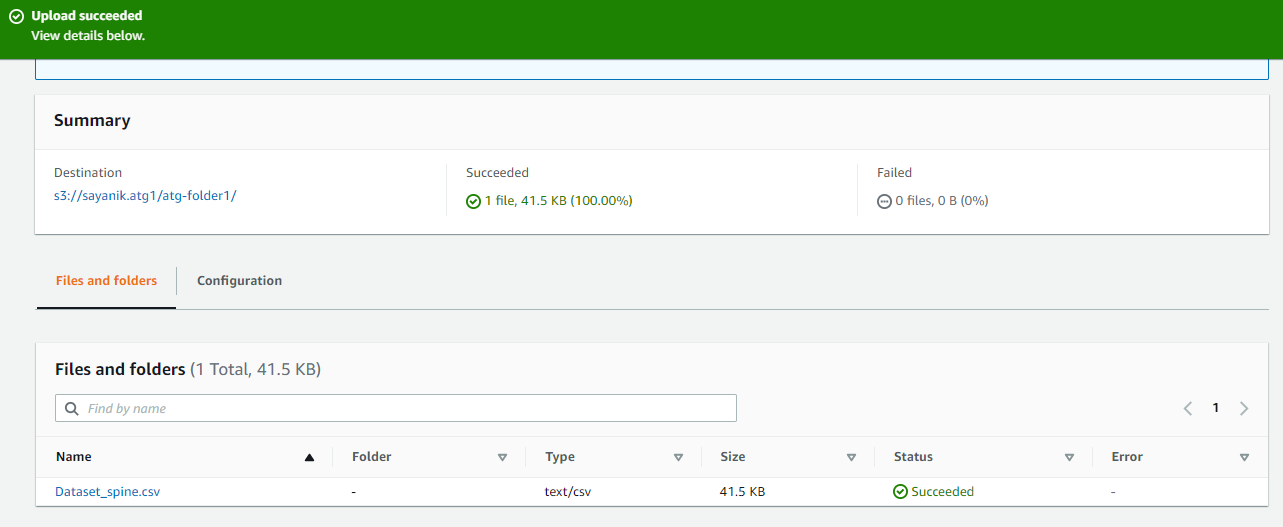 Upload succeeded
View details below.
Summary
Destination
s3://sayanik.atg1/atg-folder1/
Succeeded
1 file, 41.5 KB (100.00%)
Failed
0 files, 0 B (0%)
Files and folders
Configuration
Files and folders (1 Total, 41.5 KB)
Find by name
1
Name Folder Type Size Status Error
Dataset_spine.csv - text/csv 41.5 KB Succeeded -